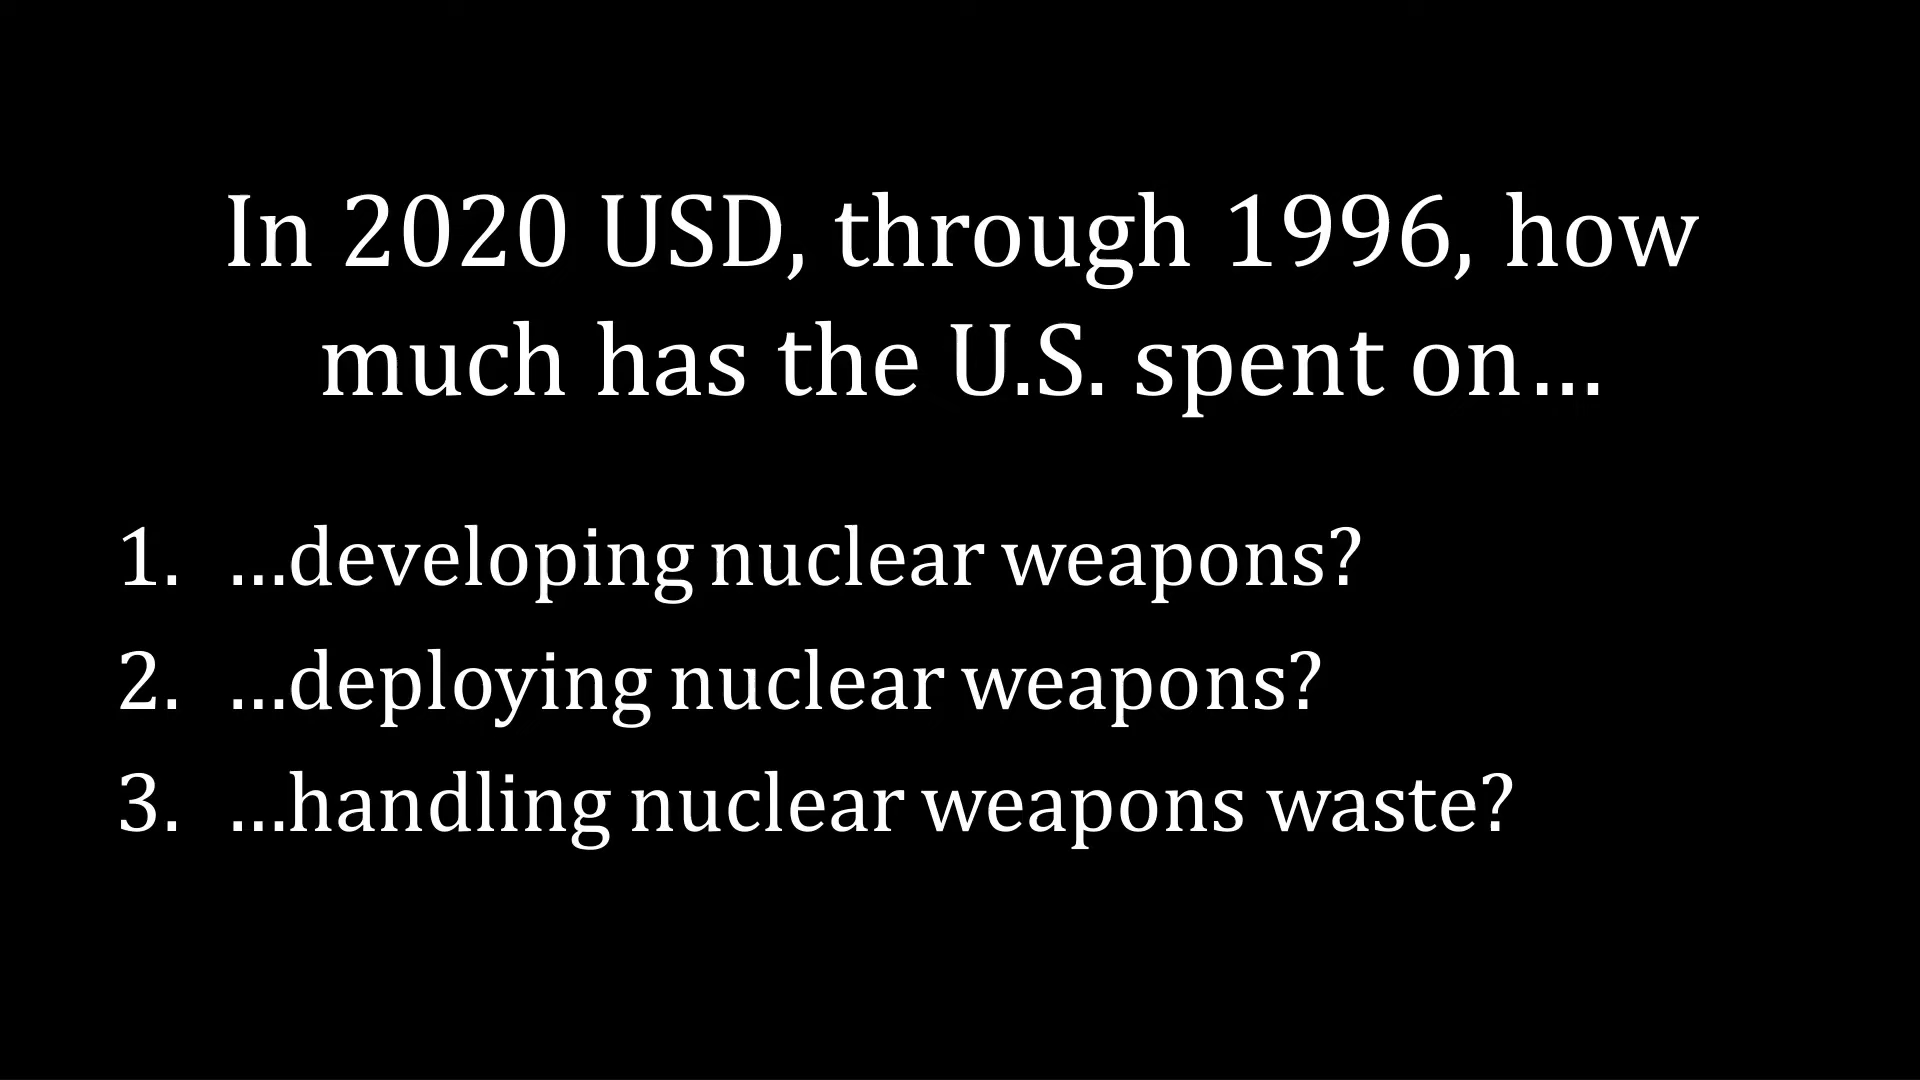 In 2020 USD, through 1996, how
much has the U.S. spent on…
1. …developing nuclear weapons?
2. …deploying nuclear weapons?
3. …handling nuclear weapons waste?